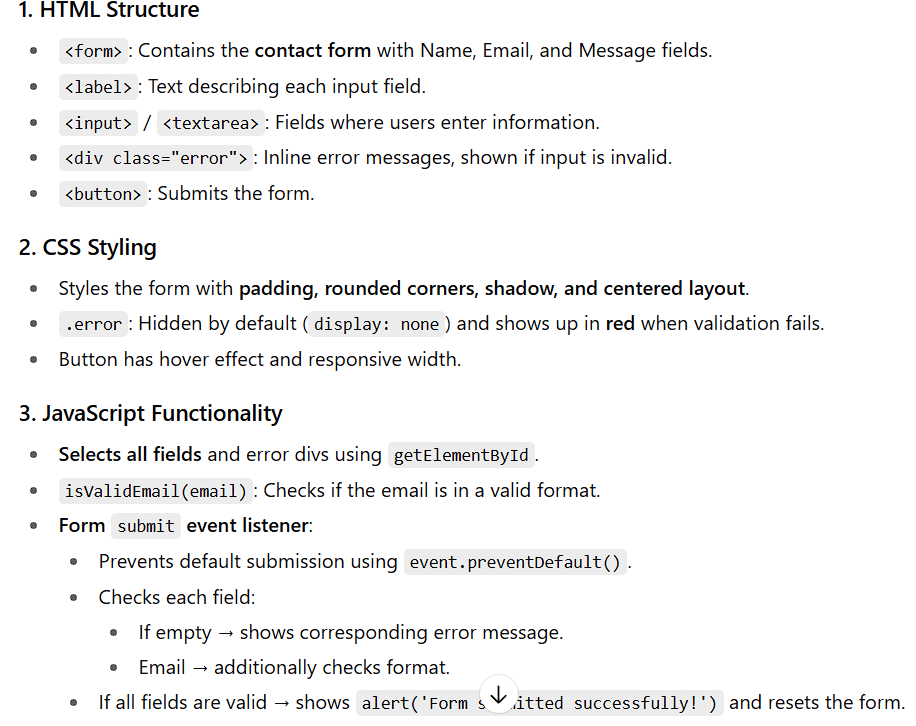 1. HTML Structure
<form>: Contains the contact form with Name, Email, and Message fields.
<label>: Text describing each input field.
<input> / <textarea>: Fields where users enter information.
<div class="error">: Inline error messages, shown if input is invalid.
<button>: Submits the form.
2. CSS Styling
Styles the form with padding, rounded corners, shadow, and centered layout.
.error: Hidden by default (display: none) and shows up in red when validation fails.
Button has hover effect and responsive width.
3. JavaScript Functionality
Selects all fields and error divs using getElementById.
isValidEmail(email): Checks if the email is in a valid format.
Form submit event listener:
Prevents default submission using event.preventDefault().
Checks each field:
If empty → shows corresponding error message.
Email → additionally checks format.
If all fields are valid → shows alert('Form submitted successfully!') and resets the form.